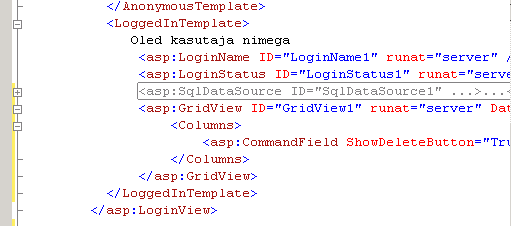 </AnonymousTemplate>
<LoggedInTemplate>
Oled kasutaja nimega
<asp:LoginName ID="LoginName1" runat="server" /
<asp:LoginStatus ID="LoginStatus1" runat="serve
<asp:SqlDataSource ID="SqlDataSource1" ...>...<
<asp:GridView ID="GridView1" runat="server" Dat
<Columns>
<asp:CommandField ShowDeleteButton="Tru
</Columns>
</asp:GridView>
</LoggedInTemplate>
</asp:LoginView>